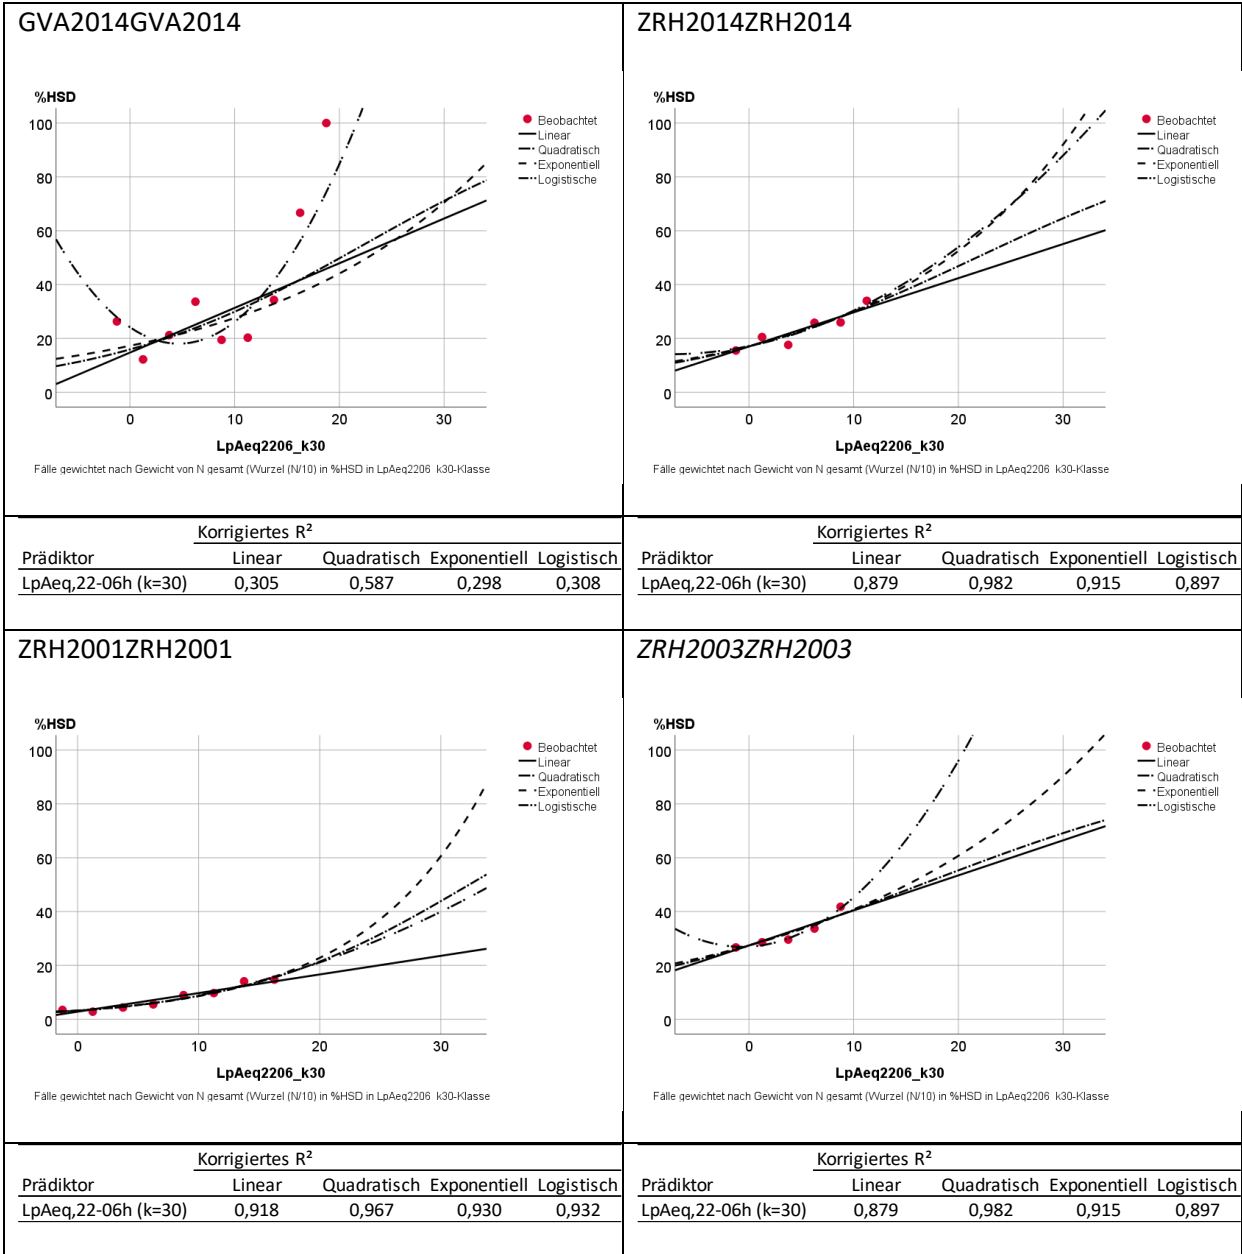 GVA2014GVA2014
%HSD
100
80
60
40
20
0
0 10 20 30
LpAeq2206_k30
Beobachtet
Linear
Quadratisch
Exponentiell
Logistische
Fälle gewichtet nach Gewicht von N gesamt (Wurzel (N/10) in %HSD in LpAeq2206_k30-Klasse
Korrigiertes R²
Prädiktor Linear Quadratisch Exponentiell Logistisch
LpAeq,22-06h (k=30) 0,305 0,587 0,298 0,308
ZRH2014ZRH2014
%HSD
100
80
60
40
20
0
0 10 20 30
LpAeq2206_k30
Beobachtet
Linear
Quadratisch
Exponentiell
Logistische
Fälle gewichtet nach Gewicht von N gesamt (Wurzel (N/10) in %HSD in LpAeq2206_k30-Klasse
Korrigiertes R²
Prädiktor Linear Quadratisch Exponentiell Logistisch
LpAeq,22-06h (k=30) 0,879 0,982 0,915 0,897
ZRH2001ZRH2001
%HSD
100
80
60
40
20
0
0 10 20 30
LpAeq2206_k30
Beobachtet
Linear
Quadratisch
Exponentiell
Logistische
Fälle gewichtet nach Gewicht von N gesamt (Wurzel (N/10) in %HSD in LpAeq2206_k30-Klasse
Korrigiertes R²
Prädiktor Linear Quadratisch Exponentiell Logistisch
LpAeq,22-06h (k=30) 0,918 0,967 0,930 0,932
ZRH2003ZRH2003
%HSD
100
80
60
40
20
0
0 10 20 30
LpAeq2206_k30
Beobachtet
Linear
Quadratisch
Exponentiell
Logistische
Fälle gewichtet nach Gewicht von N gesamt (Wurzel (N/10) in %HSD in LpAeq2206_k30-Klasse
Korrigiertes R²
Prädiktor Linear Quadratisch Exponentiell Logistisch
LpAeq,22-06h (k=30) 0,879 0,982 0,915 0,897